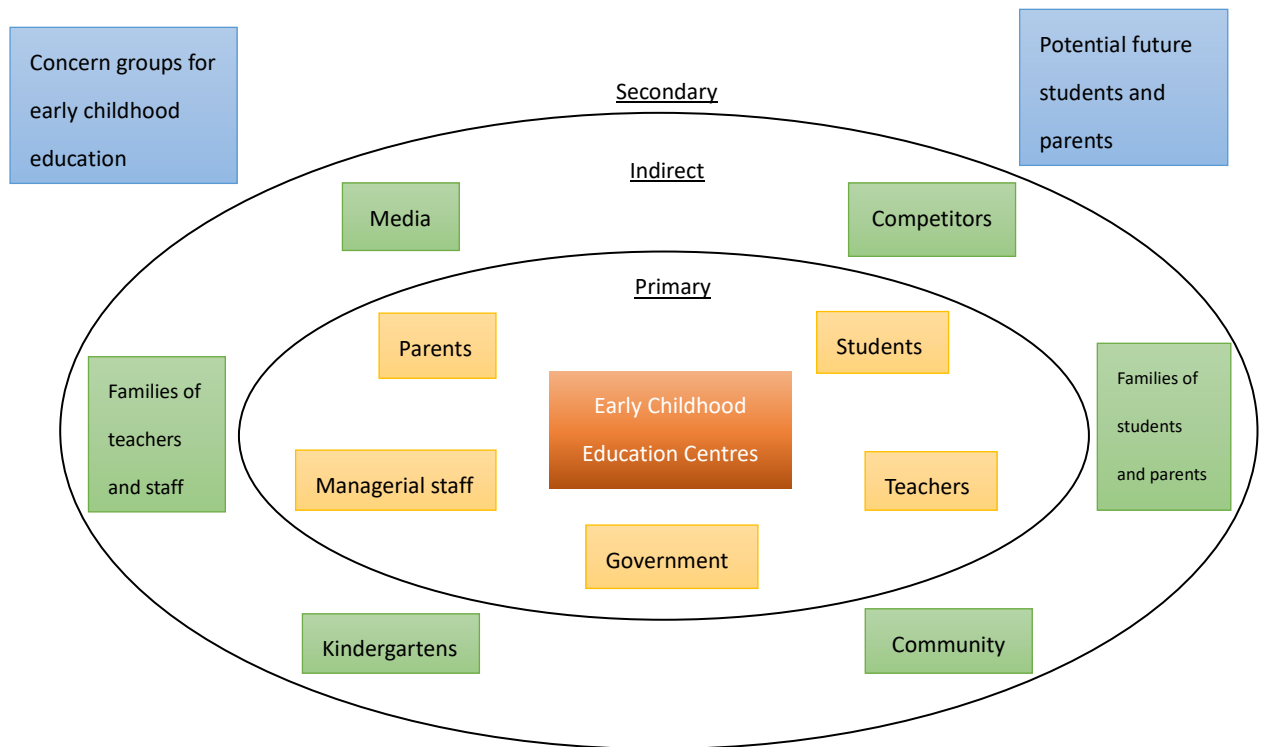 Concern groups for
early childhood
education
Potential future
students and
parents
Secondary
Indirect
Media
Competitors
Primary
Parents
Students
Families of
teachers
and staff
Early Childhood
Education Centres
Families of
students
and parents
Managerial staff
Teachers
Government
Kindergartens
Community